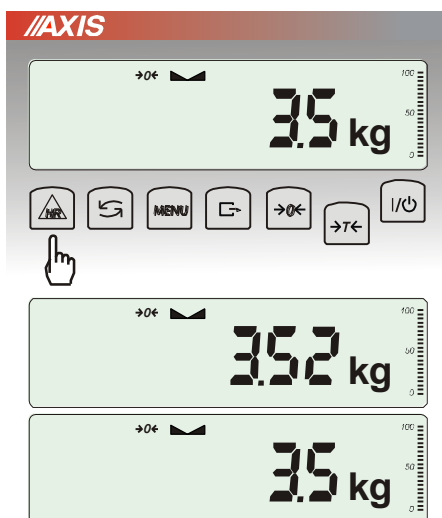 //AXIS
→0← 100
50
3.5 kg
0
HR MENU →0← →T← I/
→0← 100
50
3.52 kg
0
→0← 100
50
3.5 kg
0